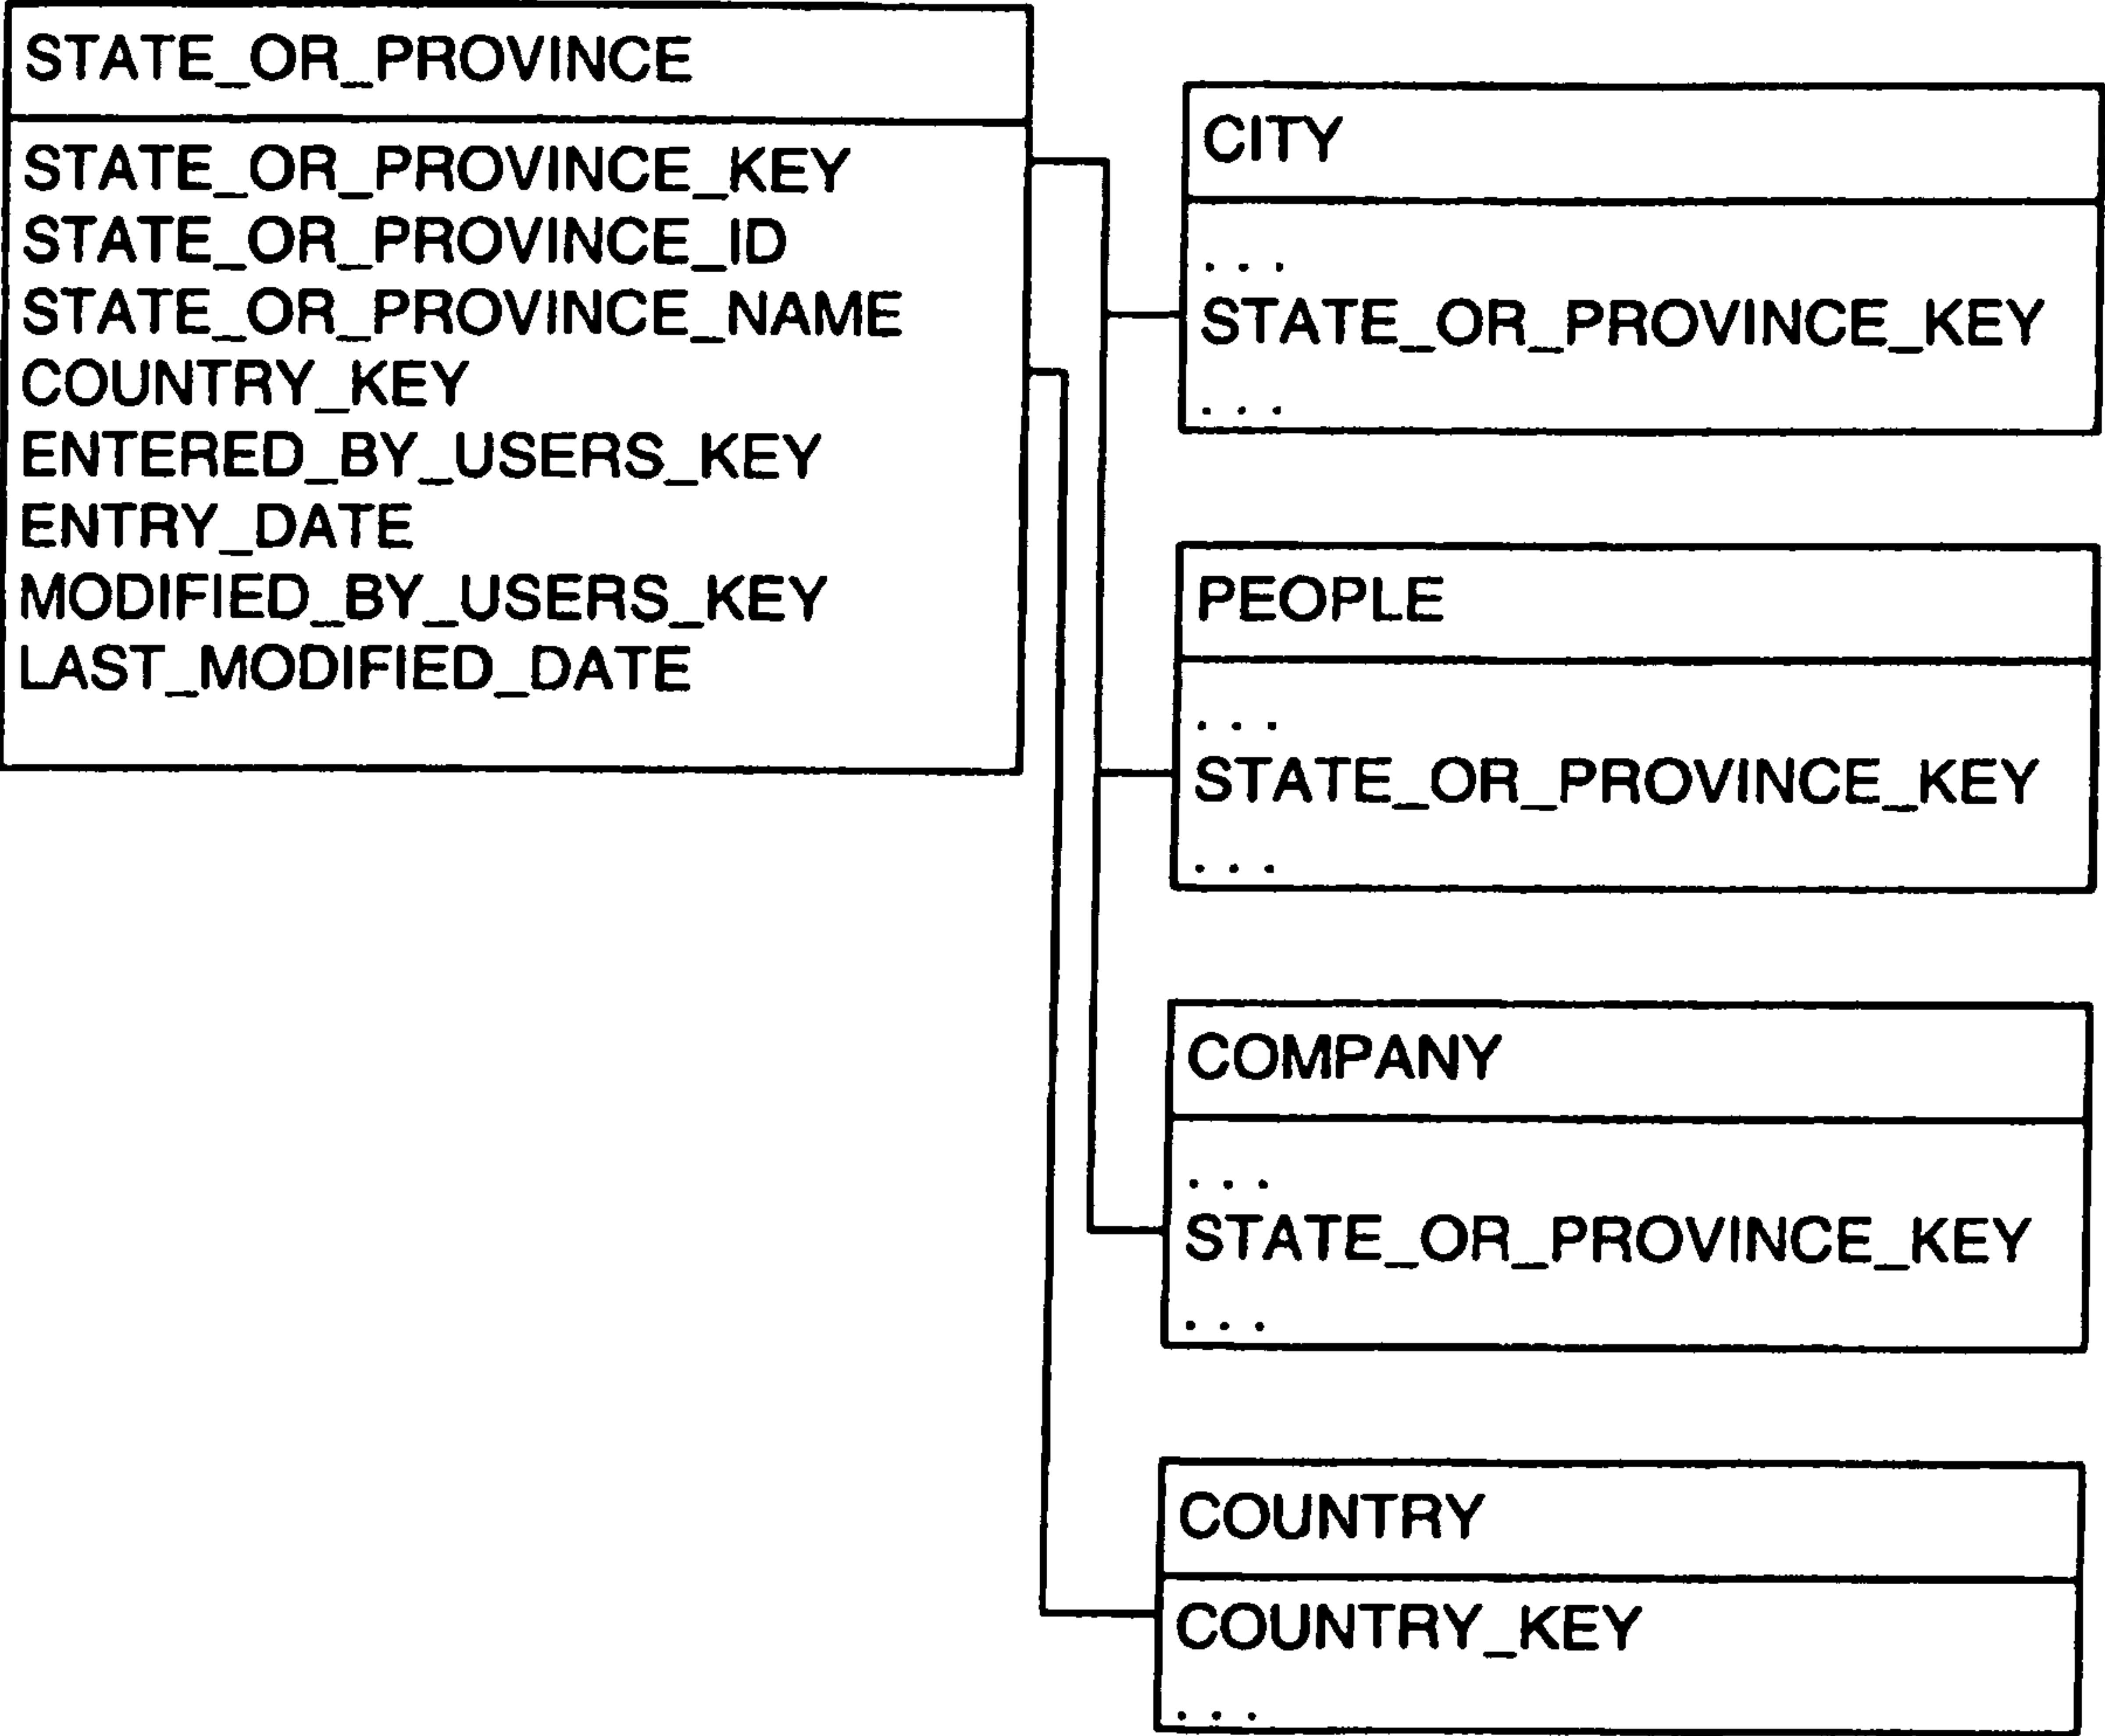 STATE_OR_PROVINCE
STATE_OR_PROVINCE_KEY
STATE_OR_PROVINCE_ID
STATE_OR_PROVINCE_NAME
COUNTRY_KEY
ENTERED_BY_USERS_KEY
ENTRY_DATE
MODIFIED_BY_USERS_KEY
LAST_MODIFIED_DATE
CITY
. . .
STATE_OR_PROVINCE_KEY
. . .
PEOPLE
. . .
STATE_OR_PROVINCE_KEY
. . .
COMPANY
. . .
STATE_OR_PROVINCE_KEY
. . .
COUNTRY
COUNTRY_KEY
. . .